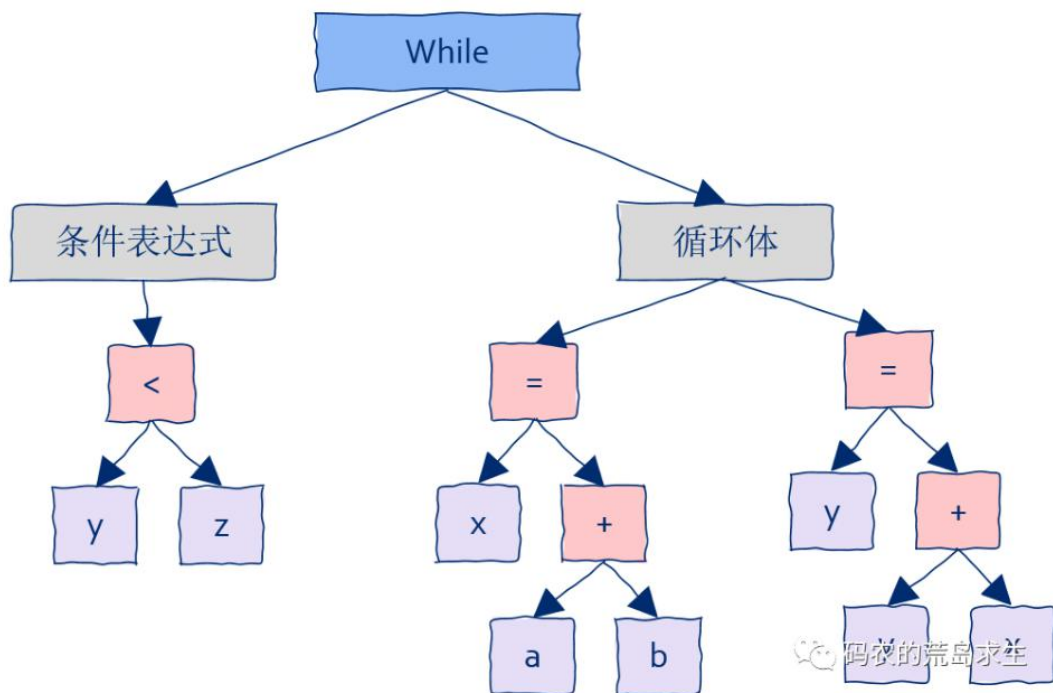 While
条件表达式
循环体
<
=
=
y
z
x
+
y
+
a
b
码农的荒岛求生